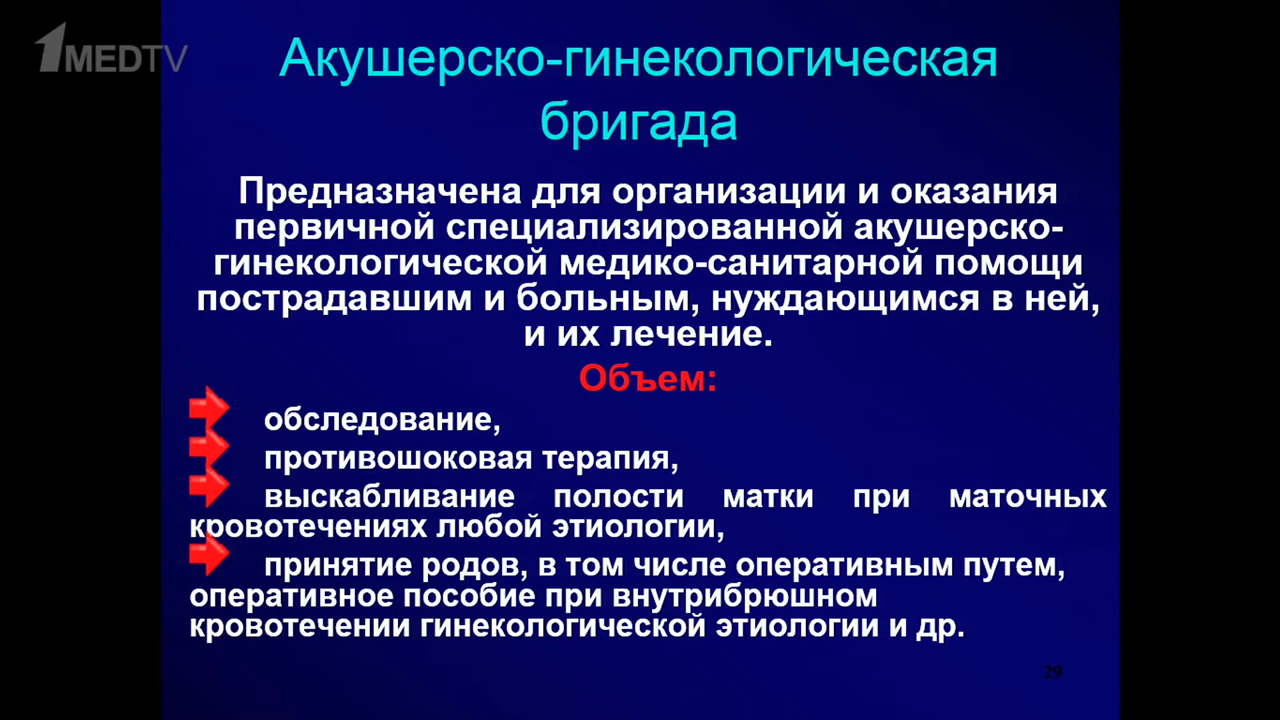 1MEDTV
Акушерско-гинекологическая
бригада
Предназначена для организации и оказания
первичной специализированной акушерско-
гинекологической медико-санитарной помощи
пострадавшим и больным, нуждающимся в ней,
и их лечение.
Объем:
обследование,
противошоковая терапия,
выскабливание полости матки при маточных
кровотечениях любой этиологии,
принятие родов, в том числе оперативным путем,
оперативное пособие при внутрибрюшном
кровотечении гинекологической этиологии и др.
29